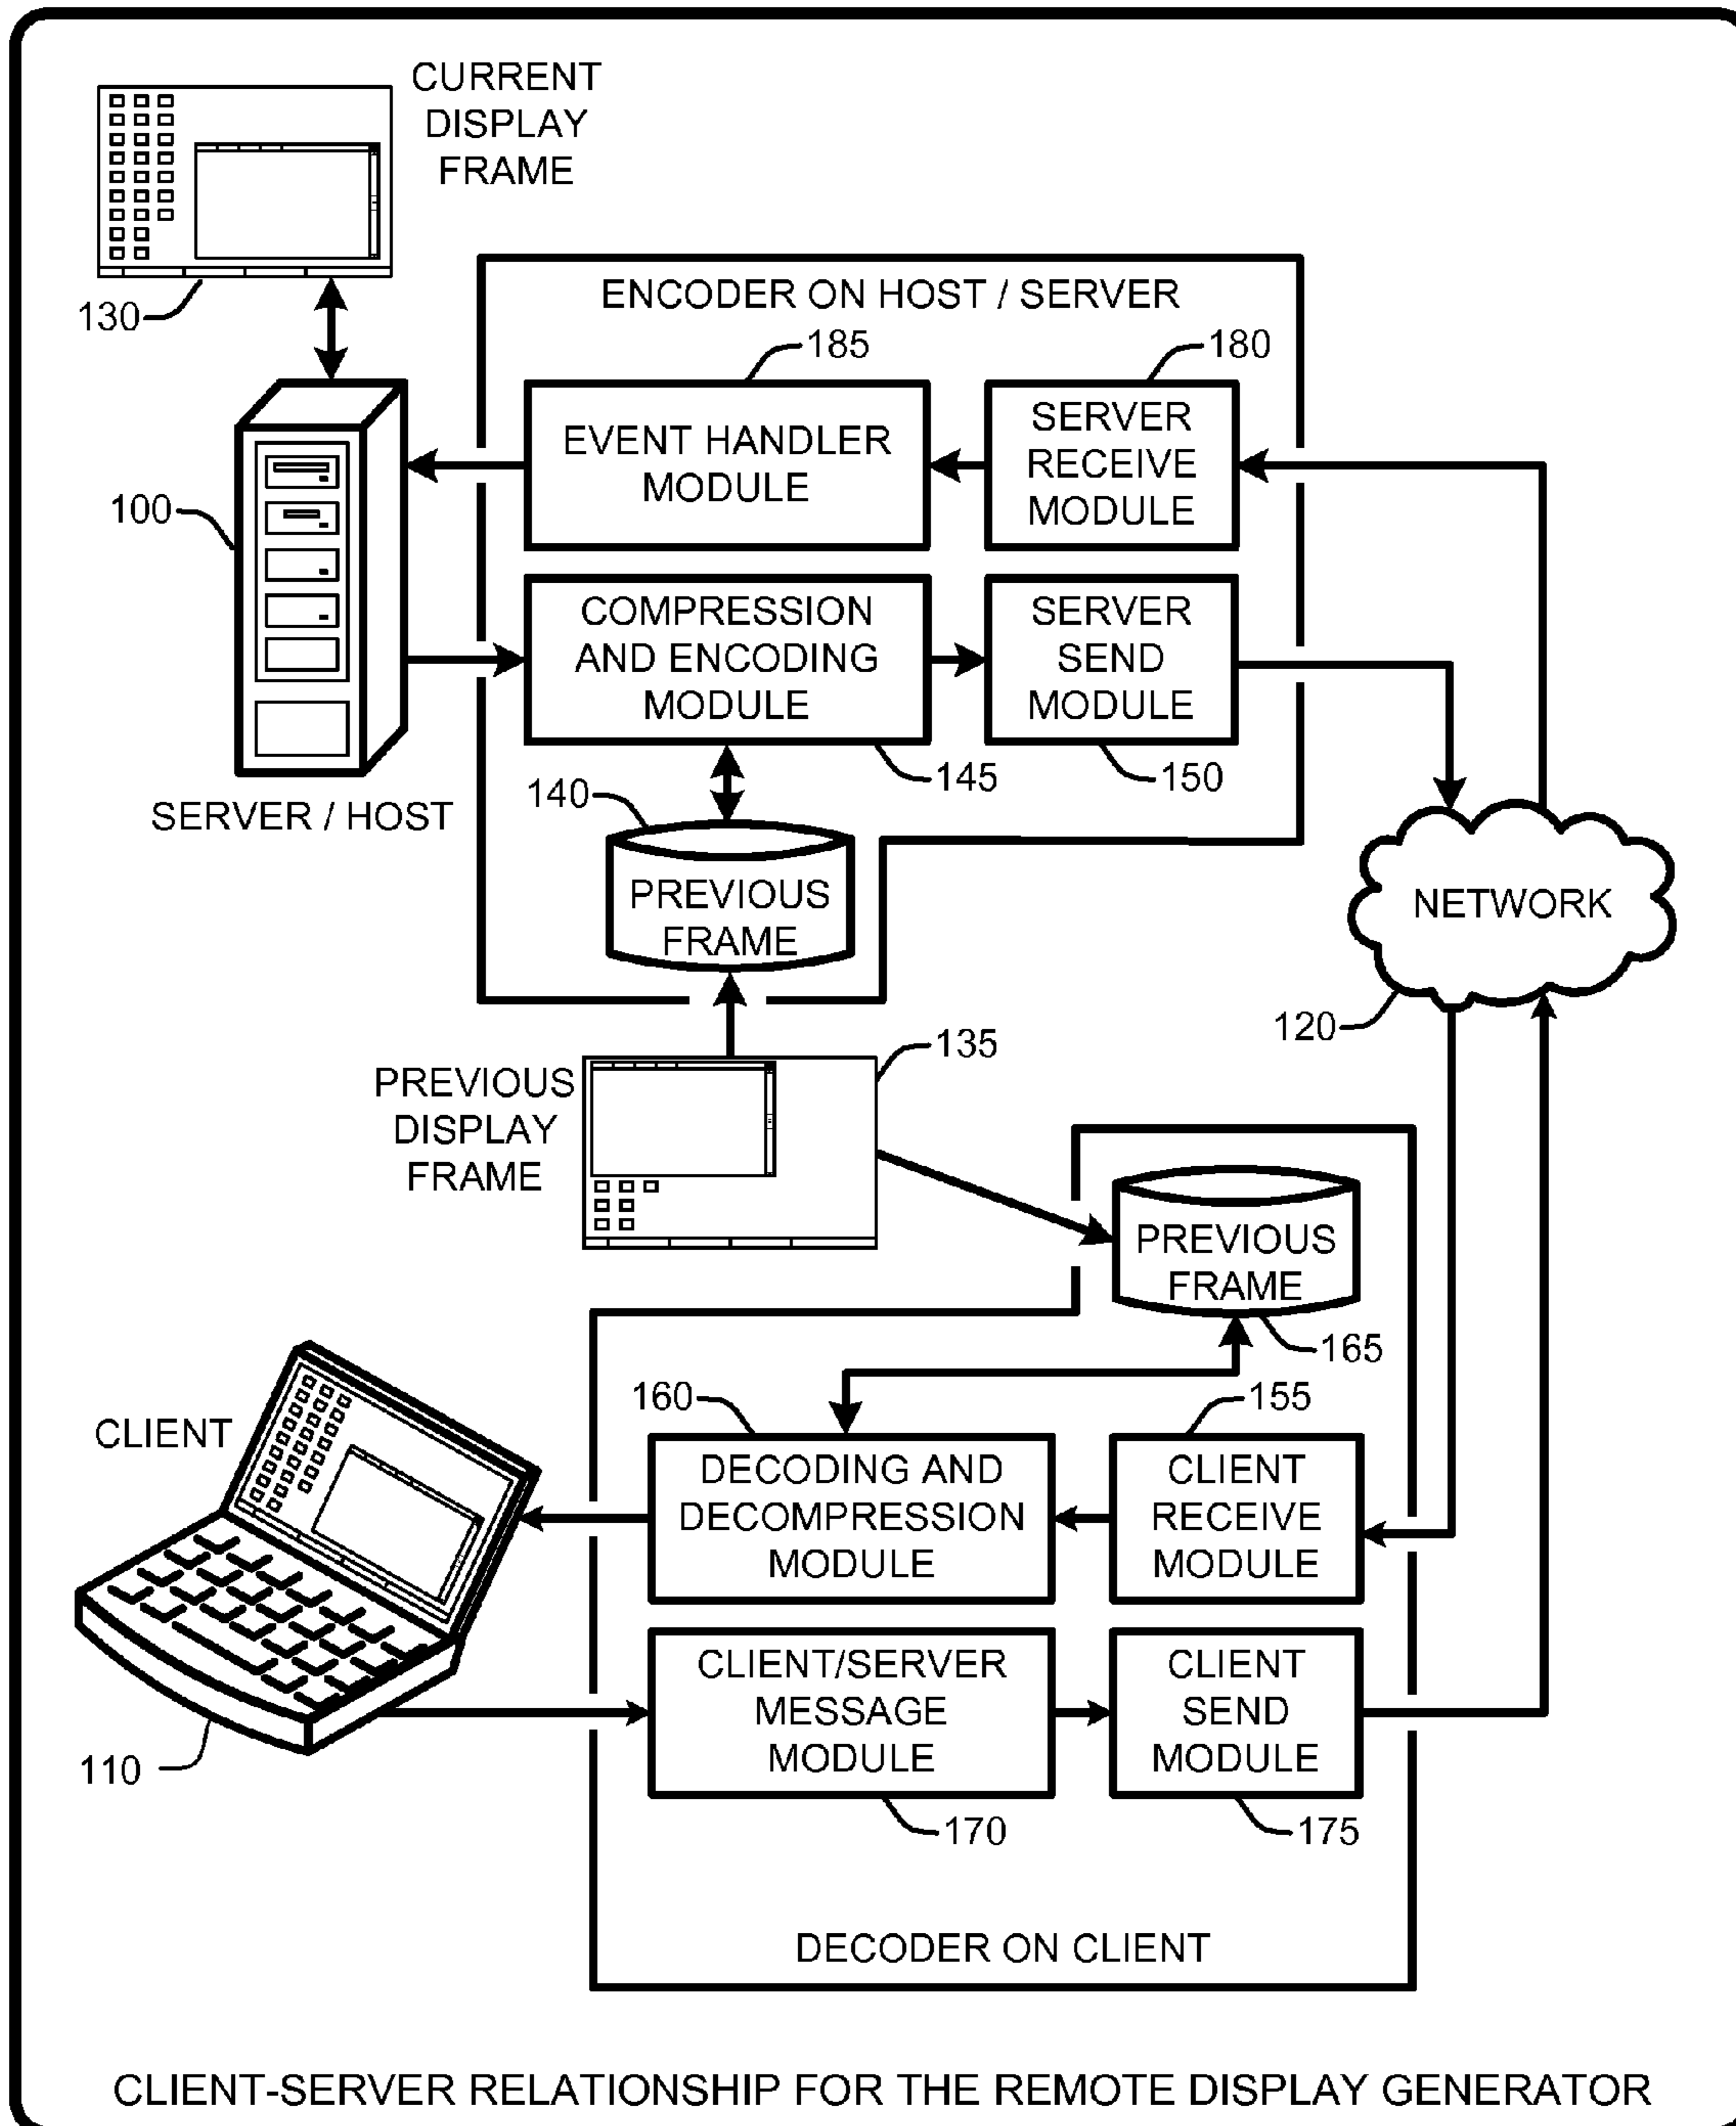 CURRENT
DISPLAY
FRAME
130
ENCODER ON HOST / SERVER
185
180
EVENT HANDLER
MODULE
SERVER
RECEIVE
MODULE
100
COMPRESSION
AND ENCODING
MODULE
SERVER
SEND
MODULE
145
150
140
SERVER / HOST
PREVIOUS
FRAME
NETWORK
120
135
PREVIOUS
DISPLAY
FRAME
PREVIOUS
FRAME
165
160
155
CLIENT
DECODING AND
DECOMPRESSION
MODULE
CLIENT
RECEIVE
MODULE
CLIENT/SERVER
MESSAGE
MODULE
CLIENT
SEND
MODULE
110
170
175
DECODER ON CLIENT
CLIENT-SERVER RELATIONSHIP FOR THE REMOTE DISPLAY GENERATOR